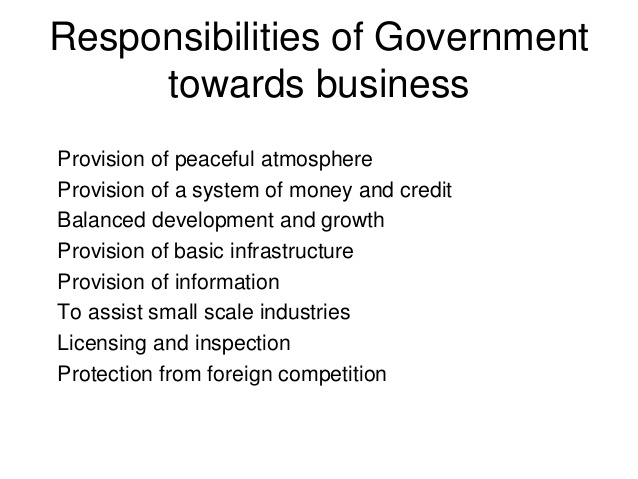 Responsibilities of Government
towards business
Provision of peaceful atmosphere
Provision of a system of money and credit
Balanced development and growth
Provision of basic infrastructure
Provision of information
To assist small scale industries
Licensing and inspection
Protection from foreign competition